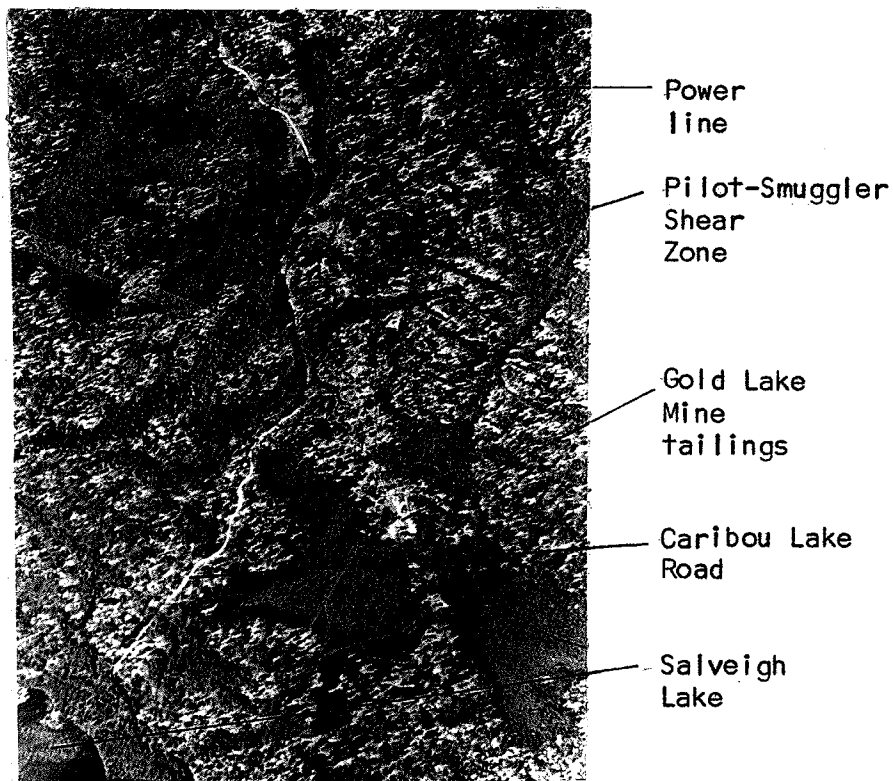 Power
line
Pilot-Smuggler
Shear
Zone
Gold Lake
Mine
tailings
Caribou Lake
Road
Salveigh
Lake